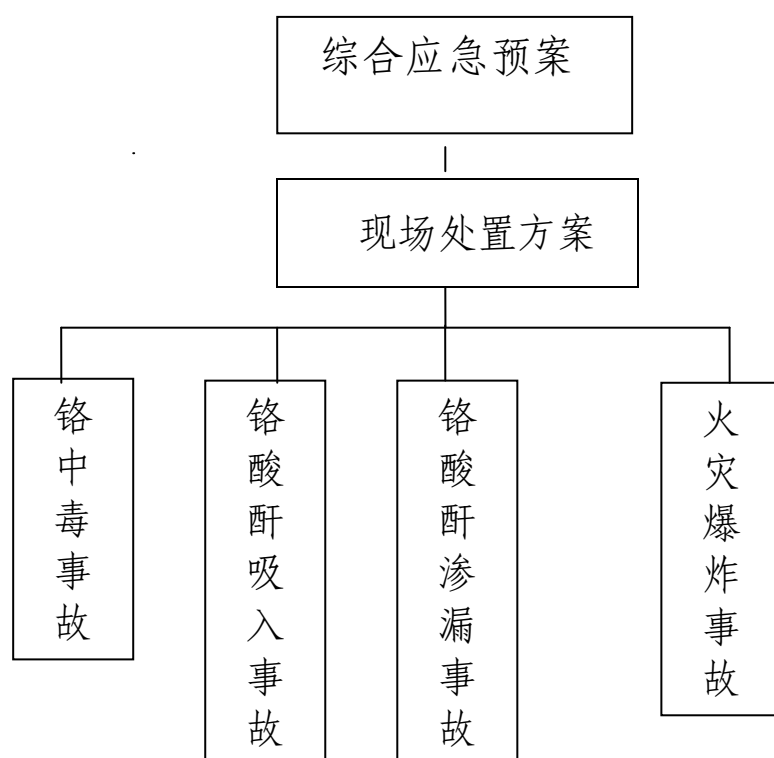 综合应急预案
现场处置方案
铬中毒事故
铬酸酐吸入事故
铬酸酐渗漏事故
火灾爆炸事故